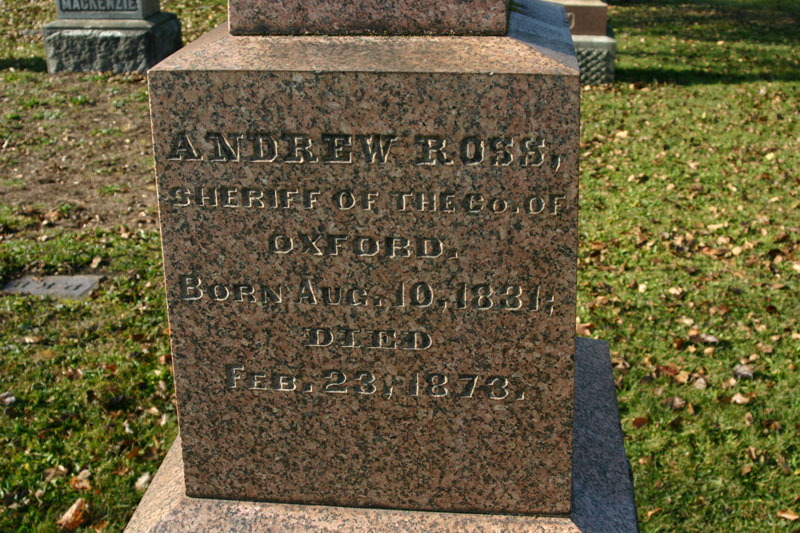 MACKENZIE
ANDREW ROSS,
SHERIFF OF THE Co. OF
OXFORD.
BORN AUG. 10, 1831;
DIED
FEB. 23, 1873.